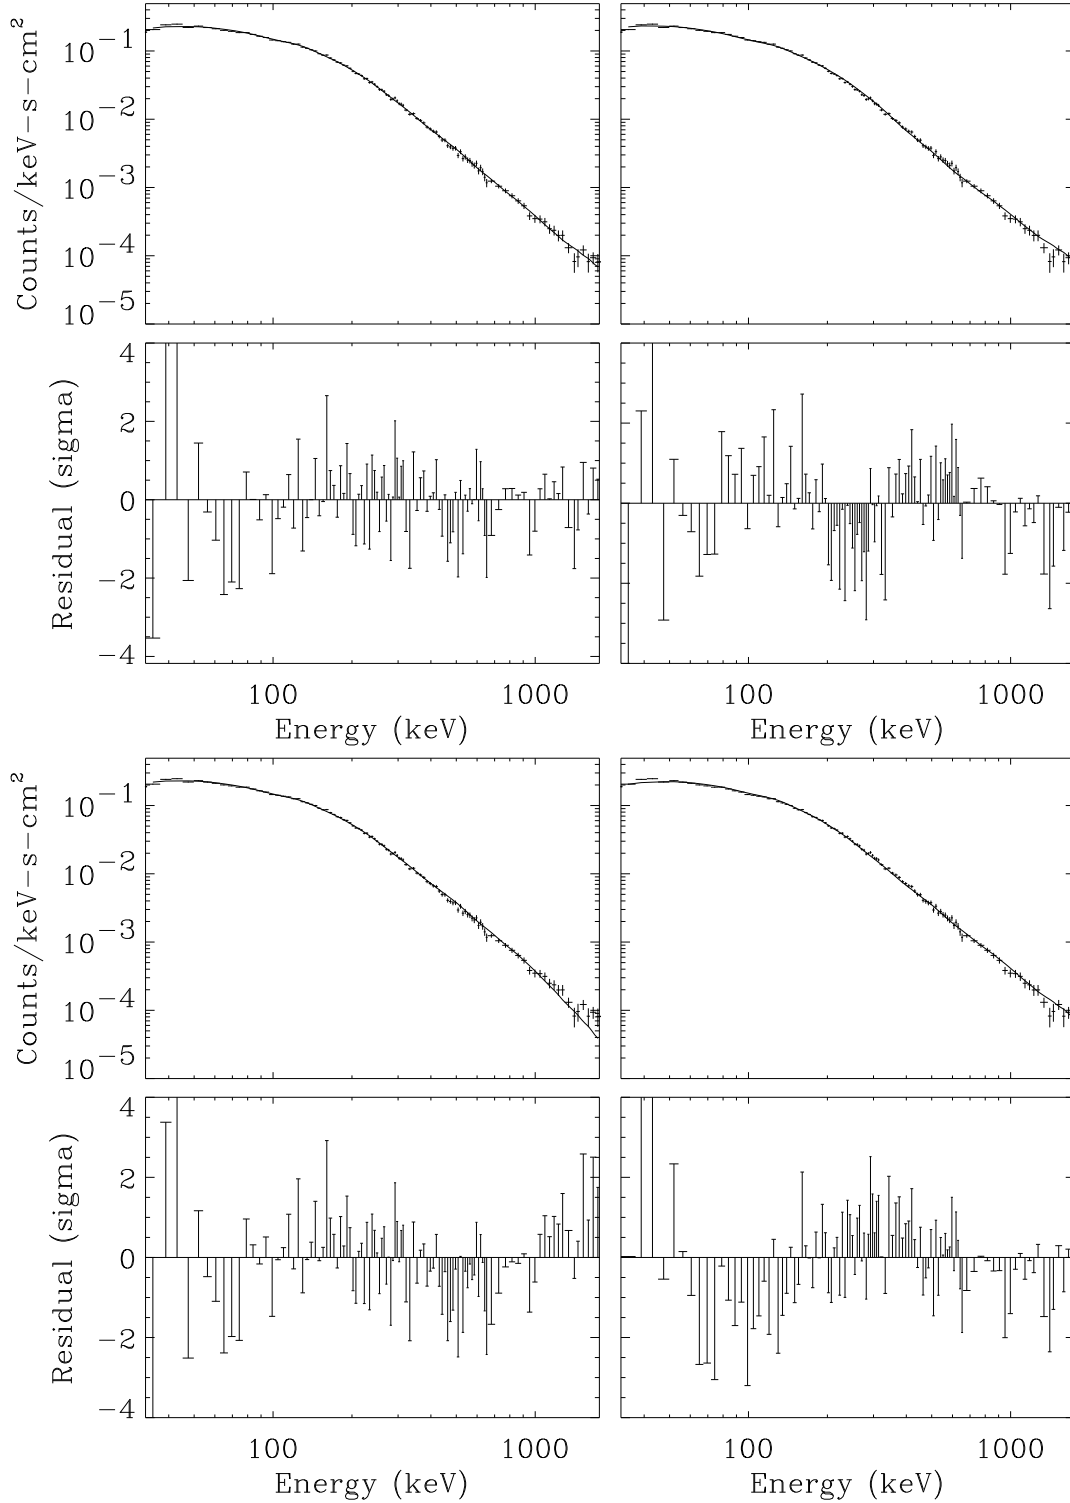 Counts/keV-s-cm²
10⁻¹
10⁻²
10⁻³
10⁻⁴
10⁻⁵
Residual (sigma)
4
2
0
-2
-4
100 1000 100 1000
Energy (keV) Energy (keV)
Counts/keV-s-cm²
10⁻¹
10⁻²
10⁻³
10⁻⁴
10⁻⁵
Residual (sigma)
4
2
0
-2
-4
100 1000 100 1000
Energy (keV) Energy (keV)